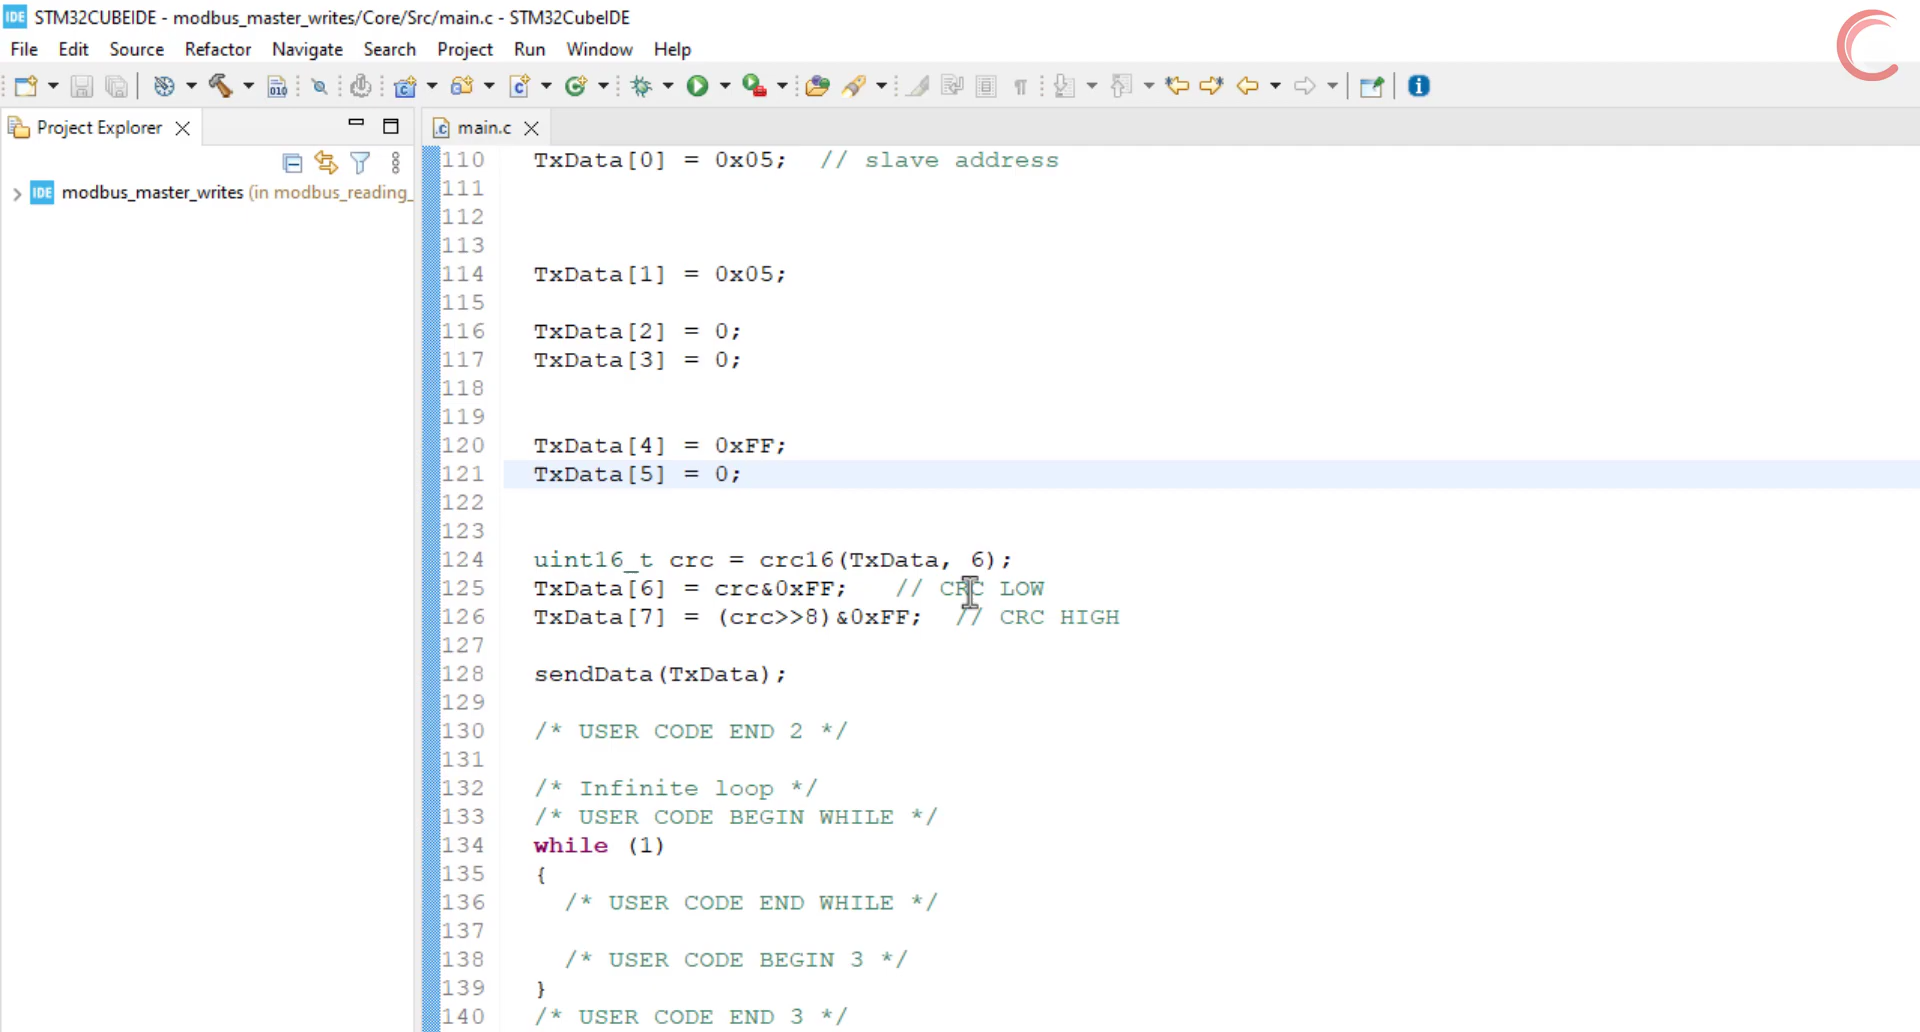 IDE STM32CUBEIDE - modbus_master_writes/Core/Src/main.c - STM32CubeIDE
File Edit Source Refactor Navigate Search Project Run Window Help
010
Project Explorer
.c main.c
IDE modbus_master_writes (in modbus_reading_
110 TxData[0] = 0x05; // slave address
111
112
113
114 TxData[1] = 0x05;
115
116 TxData[2] = 0;
117 TxData[3] = 0;
118
119
120 TxData[4] = 0xFF;
121 TxData[5] = 0;
122
123
124 uint16_t crc = crc16(TxData, 6);
125 TxData[6] = crc&0xFF; // CRC LOW
126 TxData[7] = (crc>>8)&0xFF; // CRC HIGH
127
128 sendData(TxData);
129
130 /* USER CODE END 2 */
131
132 /* Infinite loop */
133 /* USER CODE BEGIN WHILE */
134 while (1)
135 {
136 /* USER CODE END WHILE */
137
138 /* USER CODE BEGIN 3 */
139 }
140 /* USER CODE END 3 */